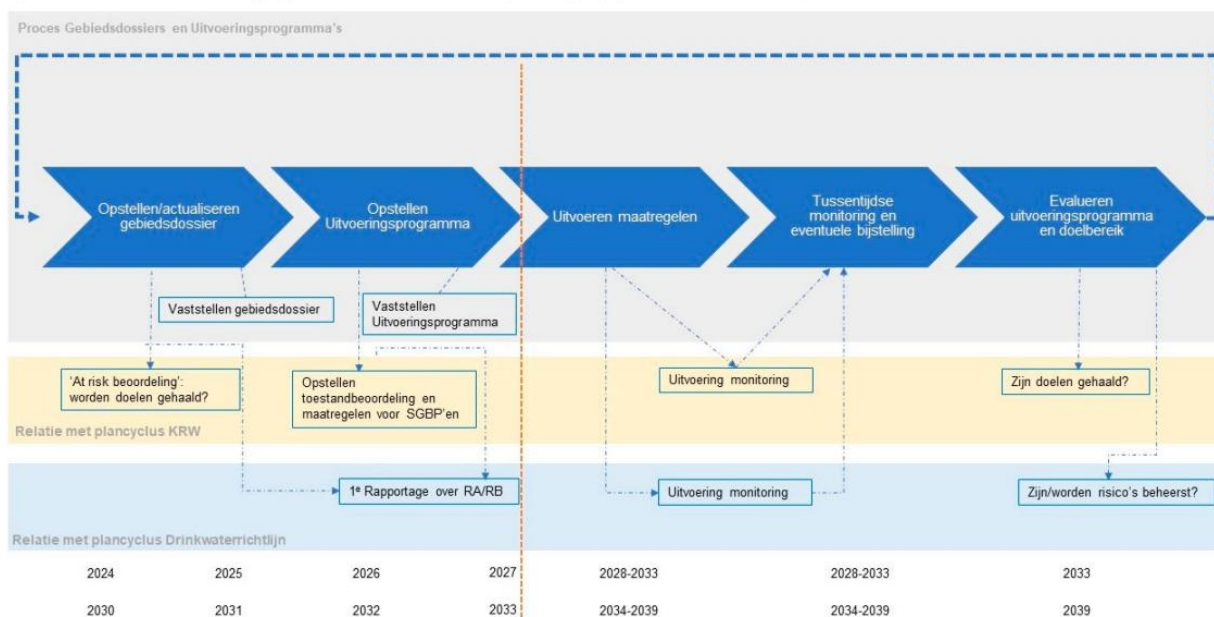 Proces Gebiedsdossiers en Uitvoeringsprogramma's
Opstellen/actualiseren
gebiedsdossier
Opstellen
Uitvoeringsprogramma
Uitvoeren maatregelen
Tussentijdse
monitoring en
eventuele bijstelling
Evalueren
uitvoeringsprogramma
en doelbereik
Vaststellen gebiedsdossier
Vaststellen
Uitvoeringsprogramma
'At risk beoordeling':
worden doelen gehaald?
Opstellen
toestandbeoordeling en
maatregelen voor SGBP'en
Uitvoering monitoring
Zijn doelen gehaald?
Relatie met plancyclus KRW
1e Rapportage over RA/RB
Uitvoering monitoring
Zijn/worden risico's beheerst?
Relatie met plancyclus Drinkwaterrichtlijn
2024 2025 2026 2027 2028-2033 2028-2033 2033
2030 2031 2032 2033 2034-2039 2034-2039 2039